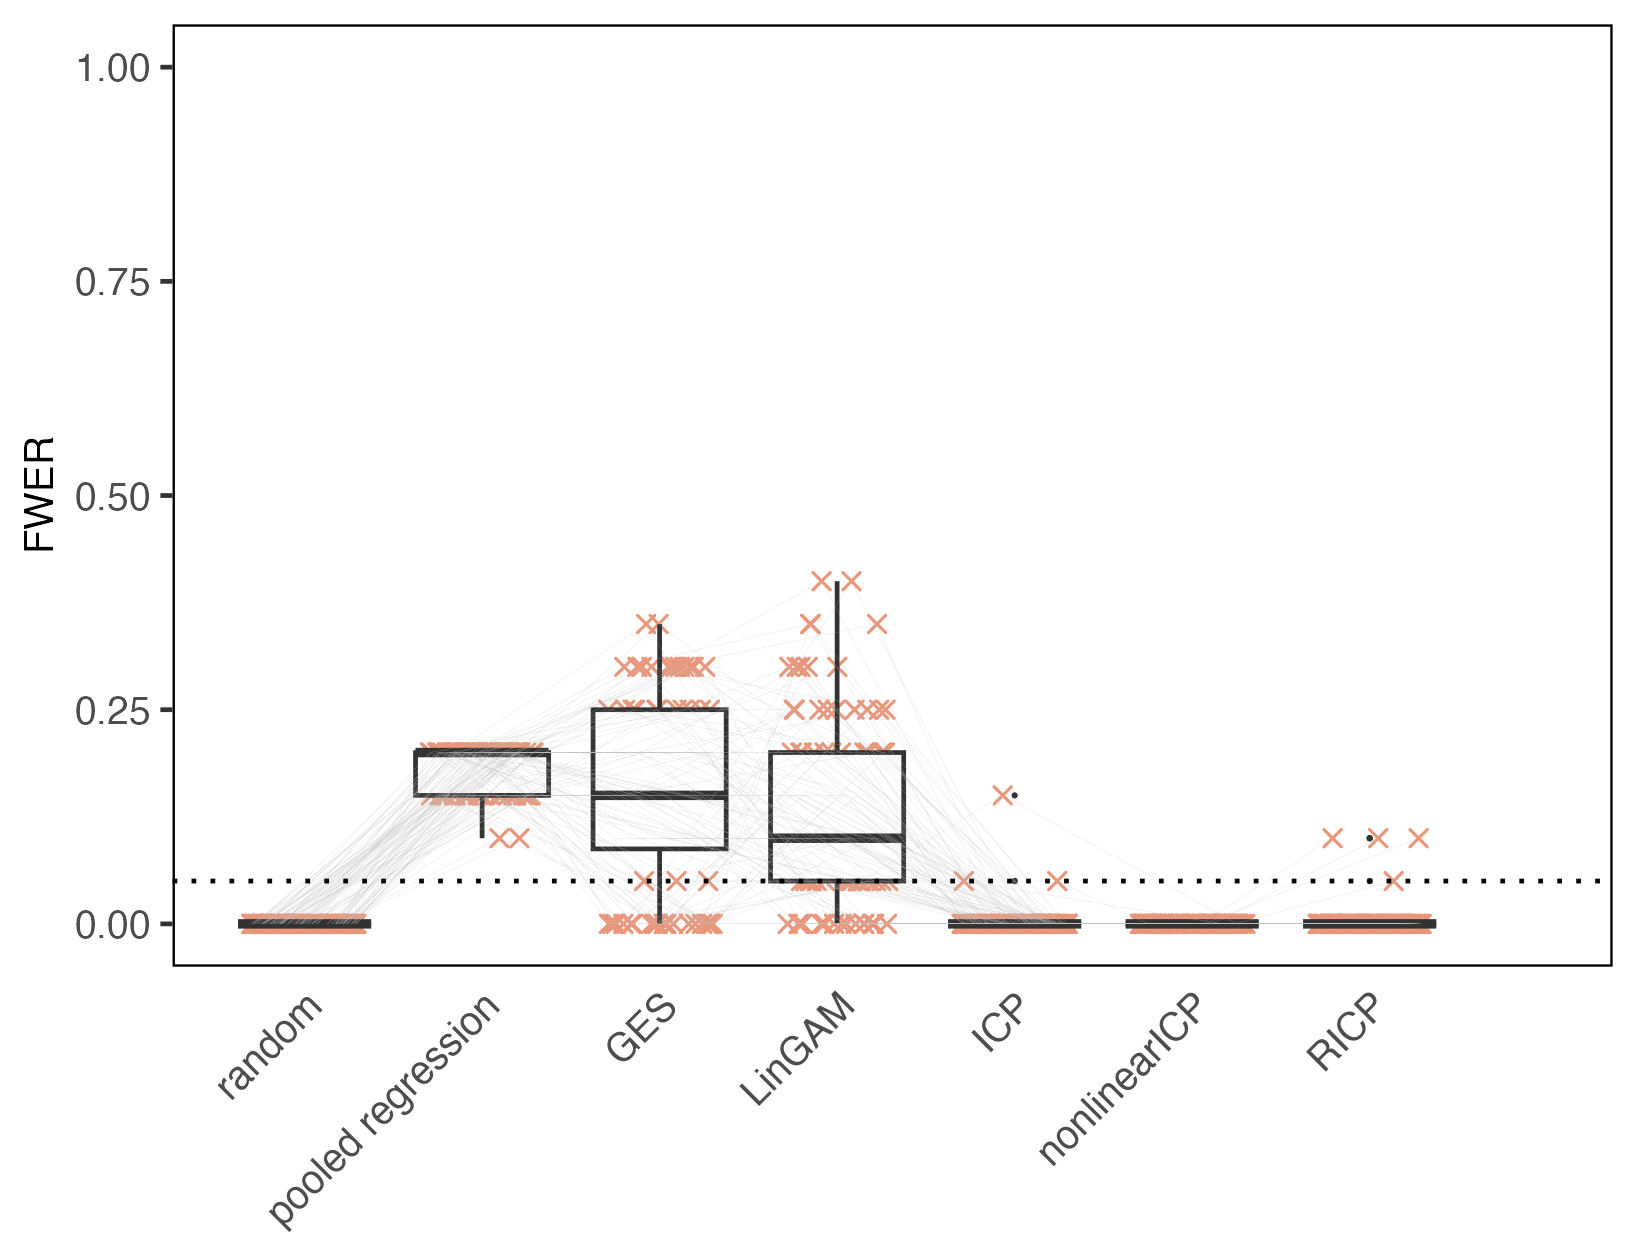 1.00
0.75
0.50
0.25
0.00
FWER
random
pooled regression
GES
LinGAM
ICP
nonlinearICP
RICP